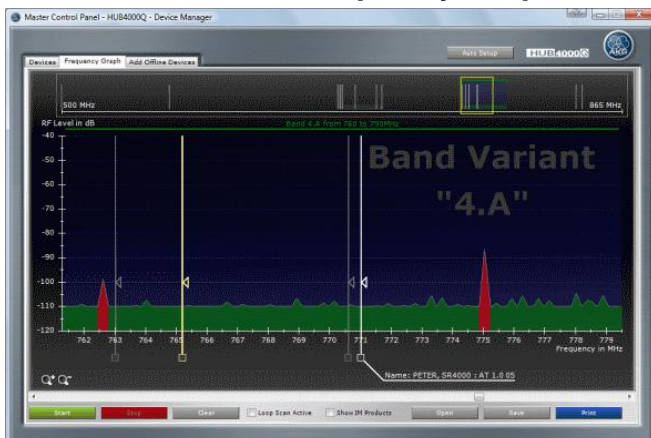 Master Control Panel - HUB4000Q - Device Manager
Auto Setup
HUB 4000 Q
AKG
Devices Frequency Graph Add Offline Devices
500 MHz
865 MHz
RF Level in dB
Band 4.A from 760 to 790MHz
Band Variant
"4.A"
-40
-50
-60
-70
-80
-90
-100
-110
-120
762 763 764 765 766 767 768 769 770 771 772 773 774 775 776 777 778 779
Frequency in MHz
Name: PETER, SR4000 : AT 1.0 05
Start Stop Clear Loop Scan Active Show IM Products Open Save Print